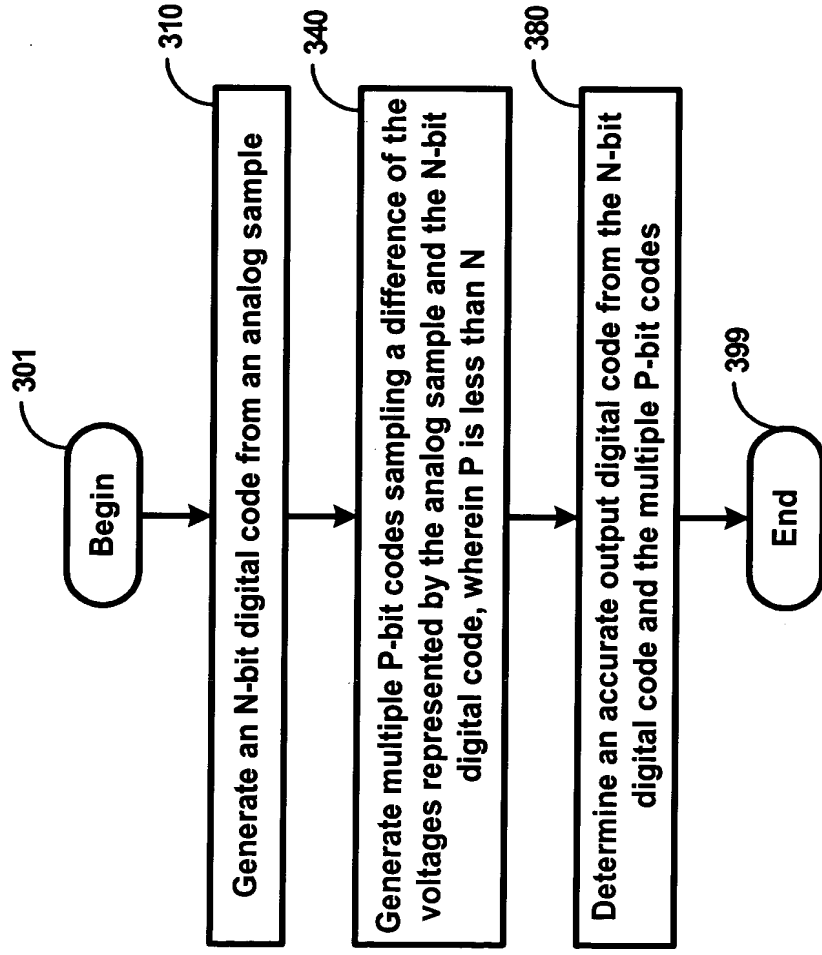 301
Begin
310
Generate an N-bit digital code from an analog sample
340
Generate multiple P-bit codes sampling a difference of the
voltages represented by the analog sample and the N-bit
digital code, wherein P is less than N
380
Determine an accurate output digital code from the N-bit
digital code and the multiple P-bit codes
399
End